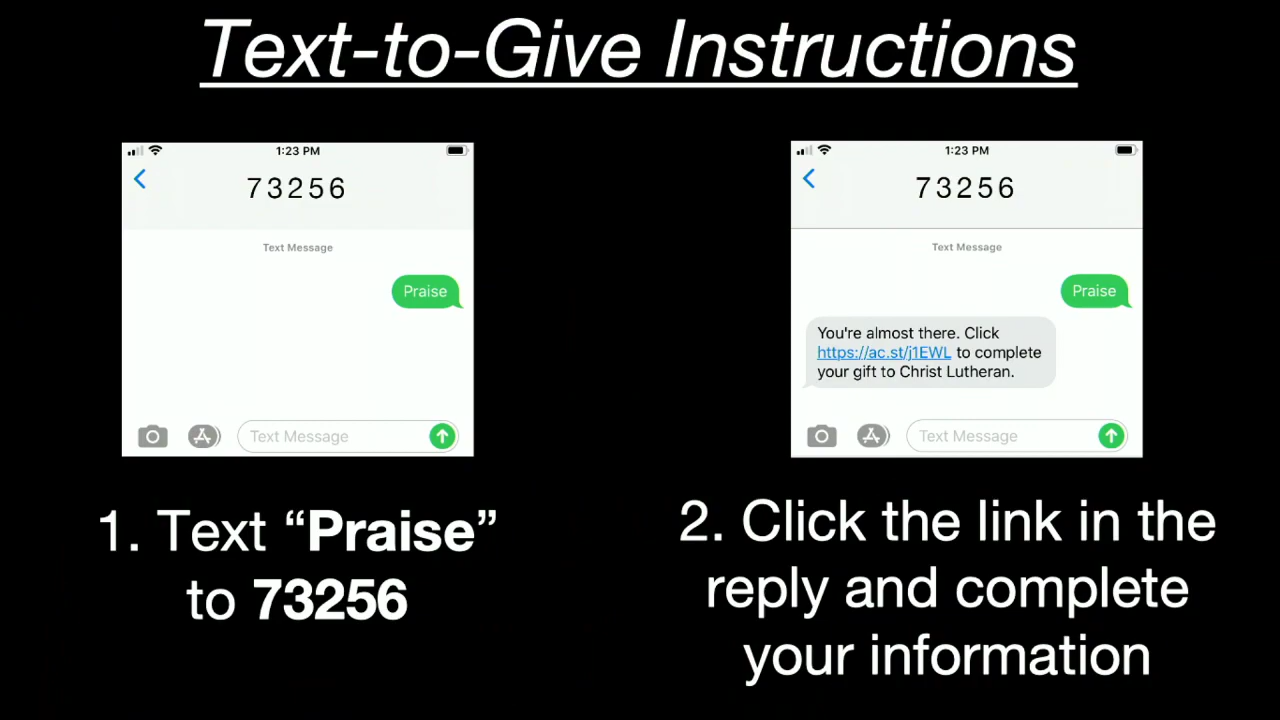 Text-to-Give Instructions
1:23 PM
73256
Text Message
Praise
Text Message
1. Text “Praise”
to 73256
1:23 PM
73256
Text Message
Praise
You're almost there. Click
https://ac.st/j1EWL to complete
your gift to Christ Lutheran.
Text Message
2. Click the link in the
reply and complete
your information